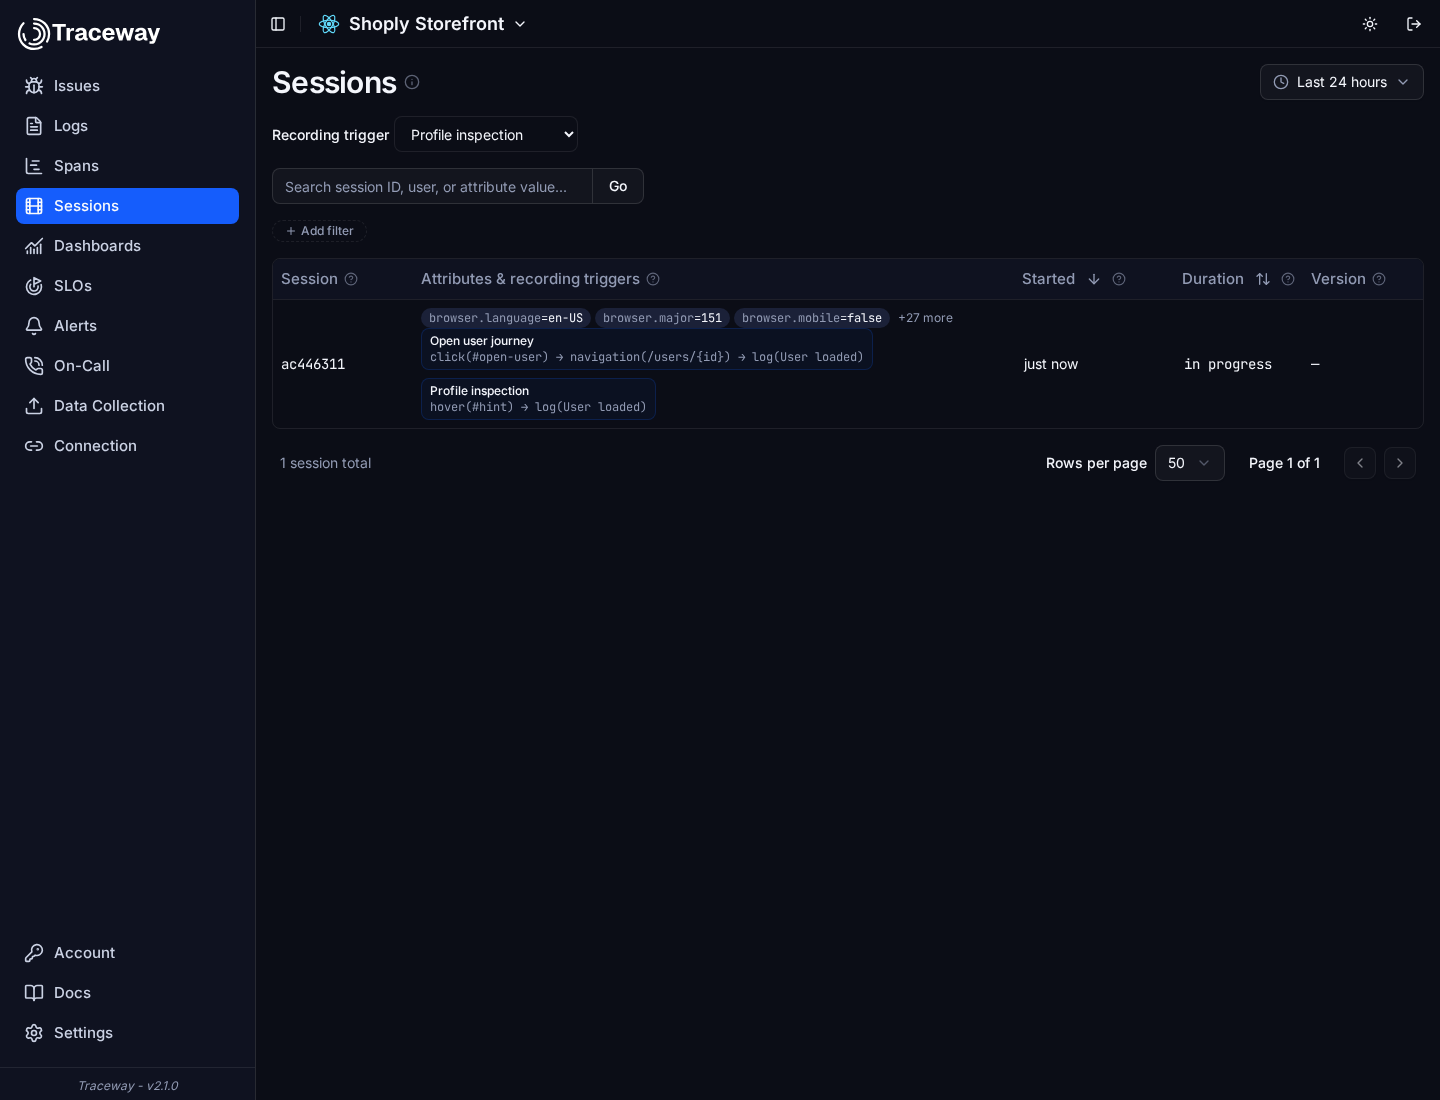 Traceway
Shoply Storefront
Issues
Logs
Spans
Sessions
Dashboards
SLOs
Alerts
On-Call
Data Collection
Connection
Account
Docs
Settings
Traceway - v2.1.0
Sessions
Last 24 hours
Recording trigger Profile inspection
Search session ID, user, or attribute value... Go
+ Add filter
Session Attributes & recording triggers Started Duration Version
browser.language=en-US browser.major=151 browser.mobile=false +27 more
Open user journey
click(#open-user) → navigation(/users/{id}) → log(User loaded)
ac446311 just now in progress —
Profile inspection
hover(#hint) → log(User loaded)
1 session total Rows per page 50 Page 1 of 1